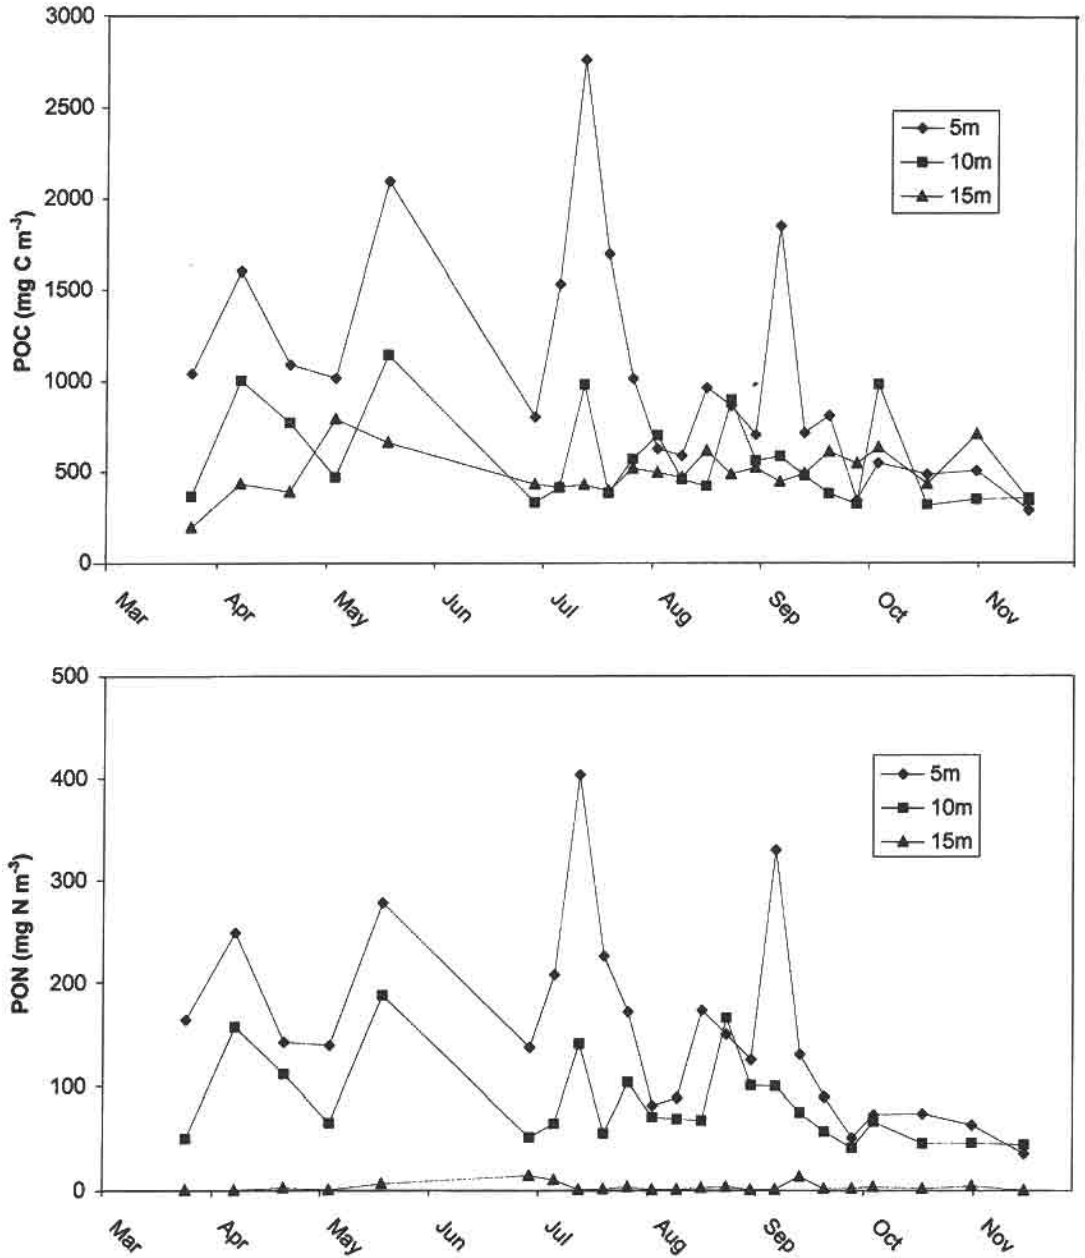 3000
2500
2000
1500
1000
500
0
POC (mg C m-3)
5m
10m
15m
Mar
Apr
May
Jun
Jul
Aug
Sep
Oct
Nov
500
400
300
200
100
0
PON (mg N m-3)
5m
10m
15m
Mar
Apr
May
Jun
Jul
Aug
Sep
Oct
Nov